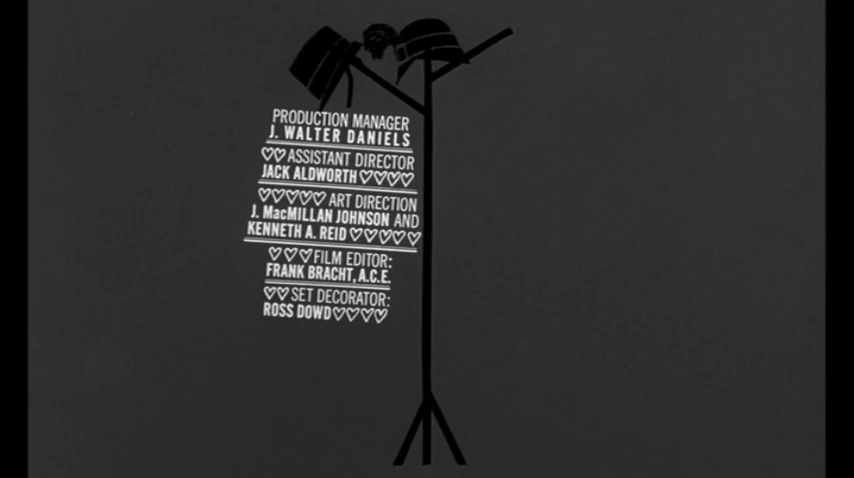 PRODUCTION MANAGER
J. WALTER DANIELS
♡♡ ASSISTANT DIRECTOR
JACK ALDWORTH ♡♡♡♡
♡♡♡♡♡ ART DIRECTION
J. MacMILLAN JOHNSON AND
KENNETH A. REID ♡♡♡♡♡
♡♡♡ FILM EDITOR:
FRANK BRACHT, A.C.E.
♡♡ SET DECORATOR:
ROSS DOWD ♡♡♡♡